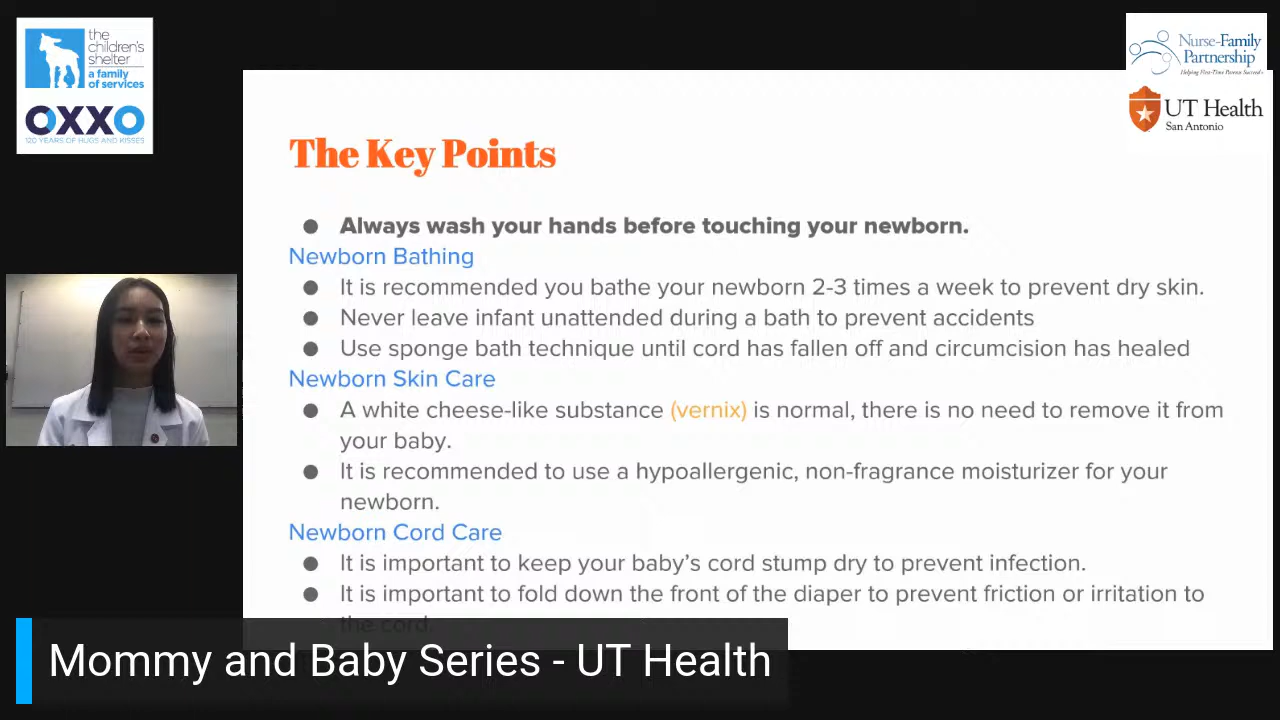 the
children's
shelter
a family
of services
OXXO
120 YEARS OF HUGS AND KISSES
Nurse-Family
Partnership
Helping First-Time Parents Succeed
UT Health
San Antonio
The Key Points
● Always wash your hands before touching your newborn.
Newborn Bathing
● It is recommended you bathe your newborn 2-3 times a week to prevent dry skin.
● Never leave infant unattended during a bath to prevent accidents
● Use sponge bath technique until cord has fallen off and circumcision has healed
Newborn Skin Care
● A white cheese-like substance (vernix) is normal, there is no need to remove it from
your baby.
● It is recommended to use a hypoallergenic, non-fragrance moisturizer for your
newborn.
Newborn Cord Care
● It is important to keep your baby's cord stump dry to prevent infection.
● It is important to fold down the front of the diaper to prevent friction or irritation to
the cord.
Mommy and Baby Series - UT Health